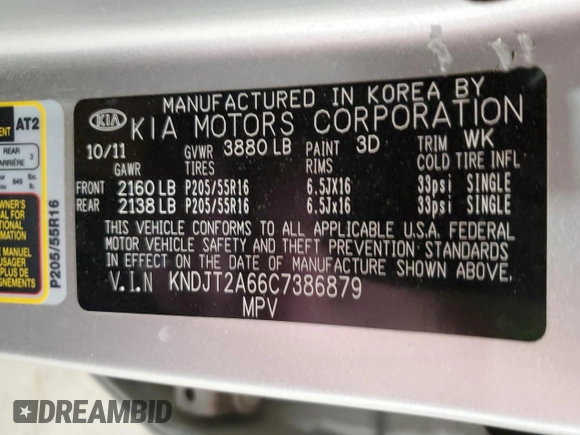 MANUFACTURED IN KOREA BY
KIA KIA MOTORS CORPORATION
10/11 GVWR 3880 LB PAINT 3D TRIM WK
GAWR TIRES RIMS COLD TIRE INFL
FRONT 2160 LB P205/55R16 6.5JX16 33psi SINGLE
REAR 2138 LB P205/55R16 6.5Jx16 33psi SINGLE
THIS VEHICLE CONFORMS TO ALL APPLICABLE U.S.A. FEDERAL
MOTOR VEHICLE SAFETY AND THEFT PREVENTION STANDARDS
IN EFFECT ON THE DATE OF MANUFACTURE SHOWN ABOVE.
V.I.N KNDJT2A66C7386879
MPV
AT2
REAR 3
lbs.
849
P205/55R16
DREAMBID